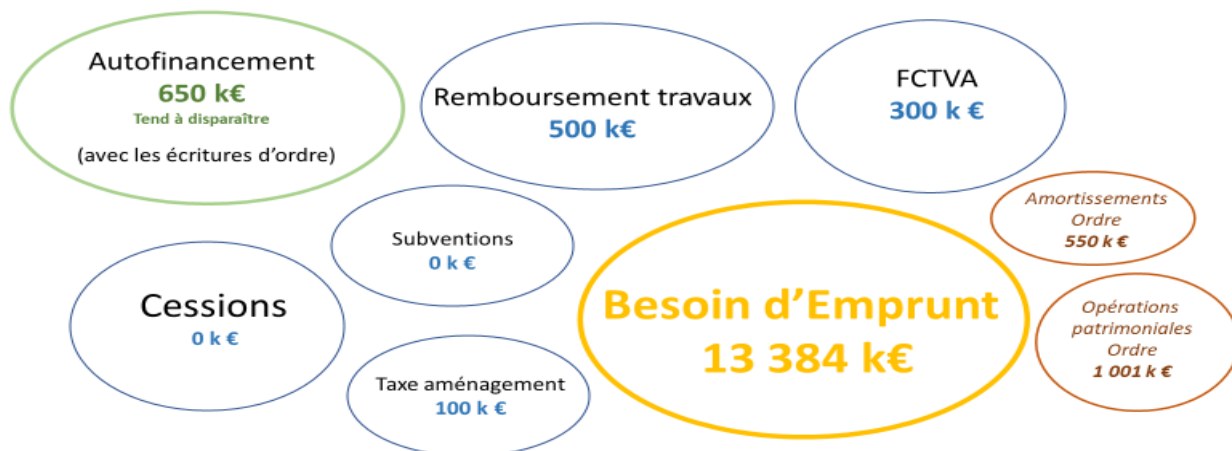 Autofinancement
650 k€
Tend à disparaître
(avec les écritures d’ordre)
Remboursement travaux
500 k€
FCTVA
300 k €
Amortissements
Ordre
550 k €
Subventions
0 k €
Cessions
0 k €
Besoin d’Emprunt
13 384 k€
Opérations
patrimoniales
Ordre
1 001 k €
Taxe aménagement
100 k €